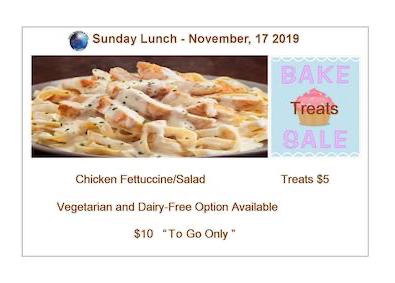 Sunday Lunch - November, 17 2019
BAKE
Treats
SALE
Chicken Fettuccine/Salad
Treats $5
Vegetarian and Dairy-Free Option Available
$10 “To Go Only ”